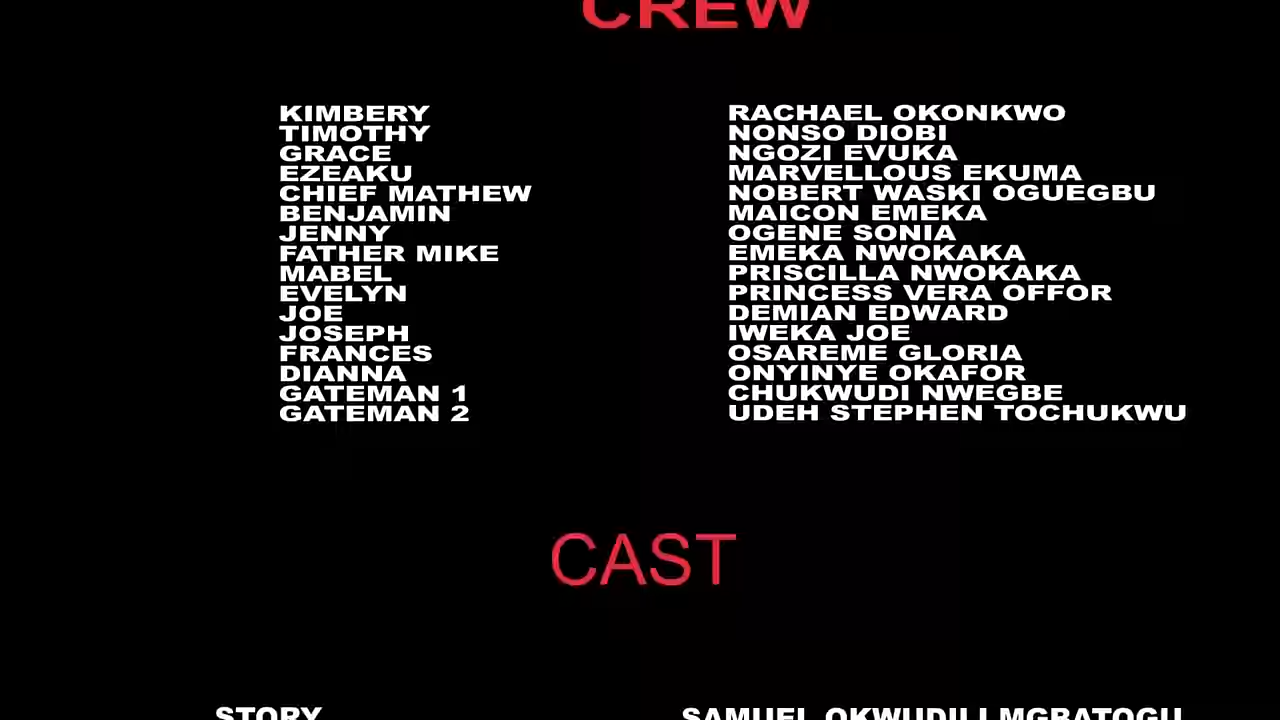 CREW
KIMBERY RACHAEL OKONKWO
TIMOTHY NONSO DIOBI
GRACE NGOZI EVUKA
EZEAKU MARVELLOUS EKUMA
CHIEF MATHEW NOBERT WASKI OGUEGBU
BENJAMIN MAICON EMEKA
JENNY OGENE SONIA
FATHER MIKE EMEKA NWOKAKA
MABEL PRISCILLA NWOKAKA
EVELYN PRINCESS VERA OFFOR
JOE DEMIAN EDWARD
JOSEPH IWEKA JOE
FRANCES OSAREME GLORIA
DIANNA ONYINYE OKAFOR
GATEMAN 1 CHUKWUDI NWEGBE
GATEMAN 2 UDEH STEPHEN TOCHUKWU
CAST
STORY SAMUEL OKWUDILI MGBATOGU